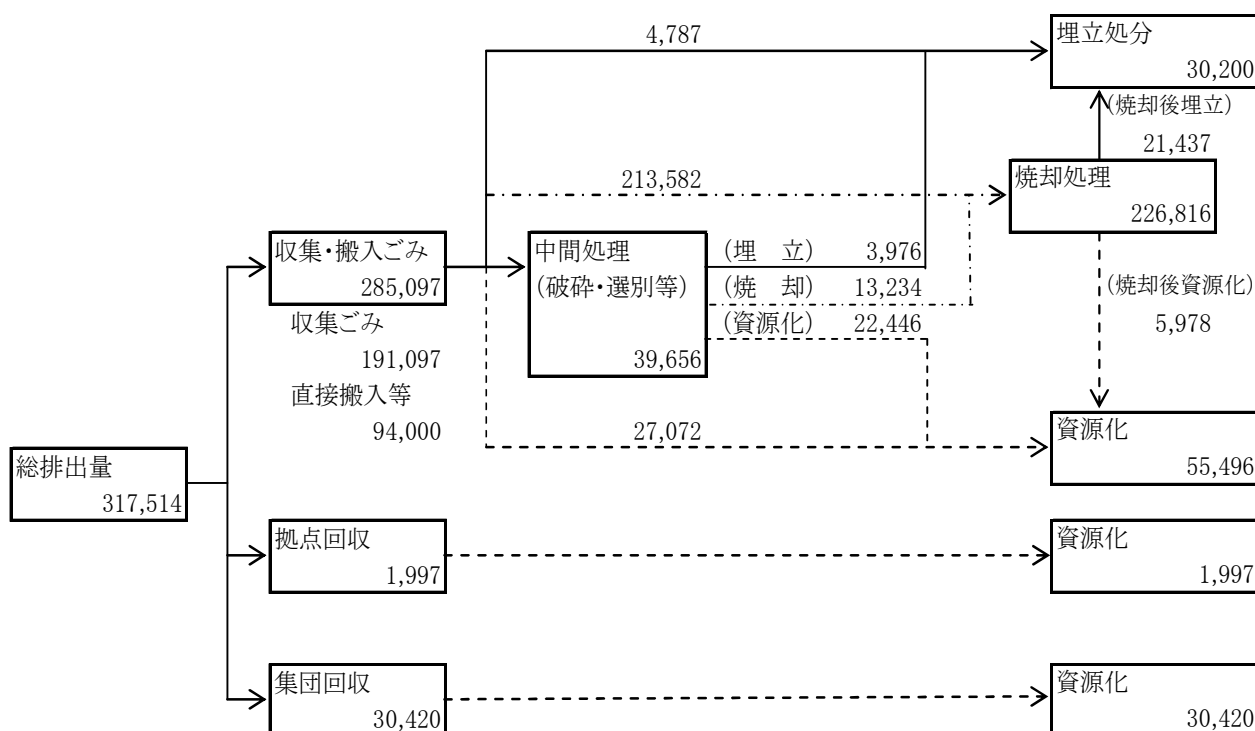 4,787
埋立処分
30,200
(焼却後埋立)
21,437
213,582
焼却処理
226,816
収集・搬入ごみ
285,097
中間処理
(破砕・選別等)
39,656
(埋　立)　3,976
(焼　却)　13,234
(資源化)　22,446
(焼却後資源化)
5,978
収集ごみ
191,097
直接搬入等
94,000
27,072
資源化
55,496
総排出量
317,514
拠点回収
1,997
資源化
1,997
集団回収
30,420
資源化
30,420